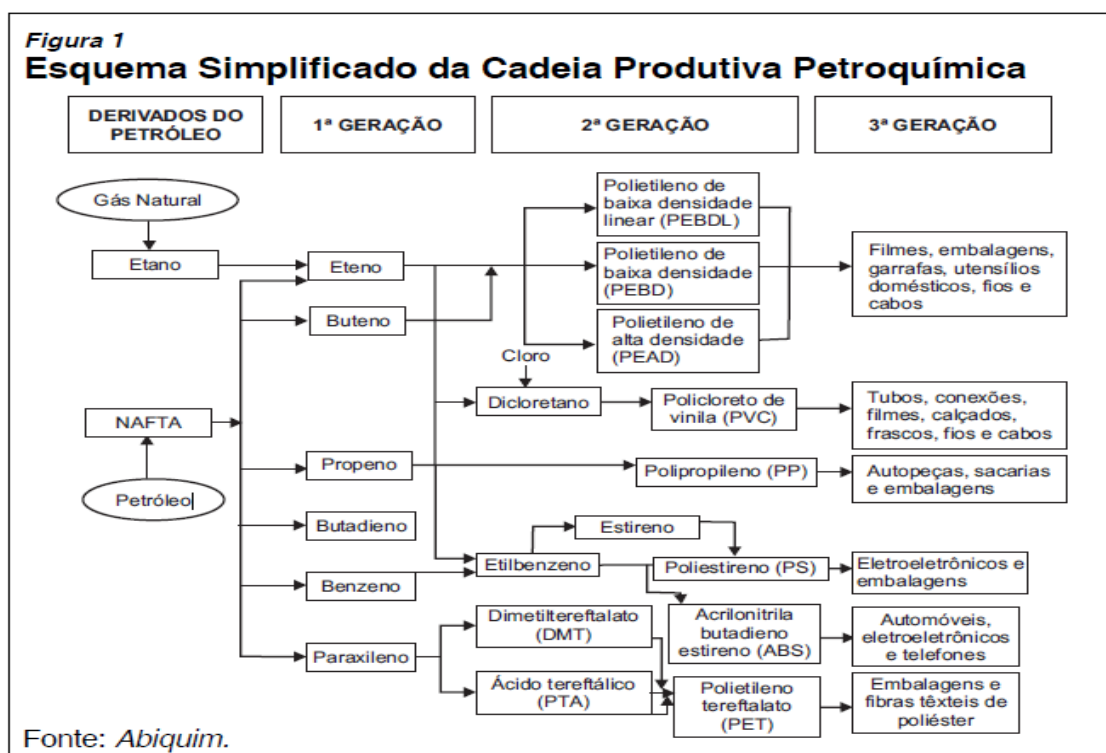 Figura 1
Esquema Simplificado da Cadeia Produtiva Petroquímica
DERIVADOS DO
PETRÓLEO
1ª GERAÇÃO
2ª GERAÇÃO
3ª GERAÇÃO
Gás Natural
Etano
NAFTA
Petróleo
Eteno
Buteno
Propeno
Butadieno
Benzeno
Paraxileno
Polietileno de
baixa densidade
linear (PEBDL)
Polietileno de
baixa densidade
(PEBD)
Polietileno de
alta densidade
(PEAD)
Filmes, embalagens,
garrafas, utensílios
domésticos, fios e
cabos
Cloro
Dicloretano
Policloreto de
vinila (PVC)
Tubos, conexões,
filmes, calçados,
frascos, fios e cabos
Polipropileno (PP)
Autopeças, sacarias
e embalagens
Estireno
Etilbenzeno
Poliestireno (PS)
Eletroeletrônicos e
embalagens
Dimetiltereftalato
(DMT)
Acrilonitrila
butadieno
estireno (ABS)
Automóveis,
eletroeletrônicos
e telefones
Ácido tereftálico
(PTA)
Polietileno
tereftalato
(PET)
Embalagens e
fibras têxteis de
poliéster
Fonte: Abiquim.